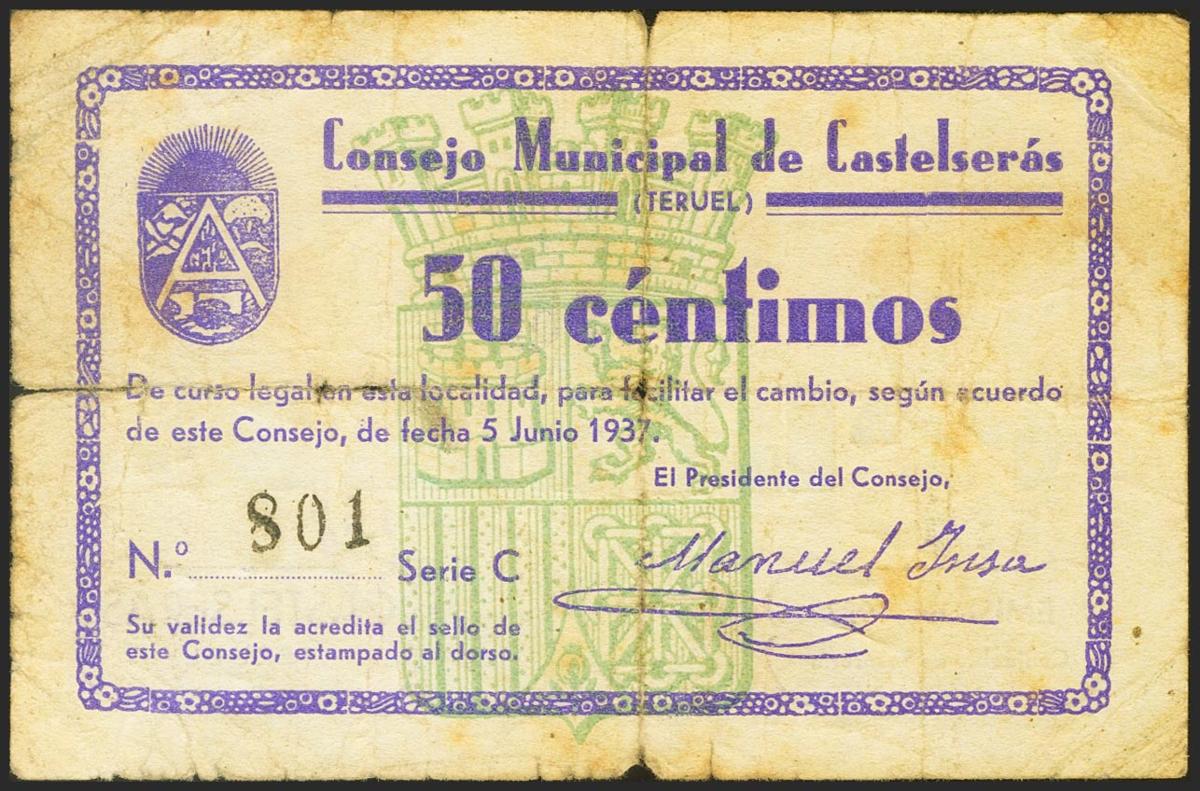 Consejo Municipal de Castelserás
(TERUEL)
50 céntimos
De curso legal en esta localidad, para facilitar el cambio, según acuerdo
de este Consejo, de fecha 5 Junio 1937.
El Presidente del Consejo,
Manuel Insa
N.º 801 Serie C
Su validez la acredita el sello de
este Consejo, estampado al dorso.